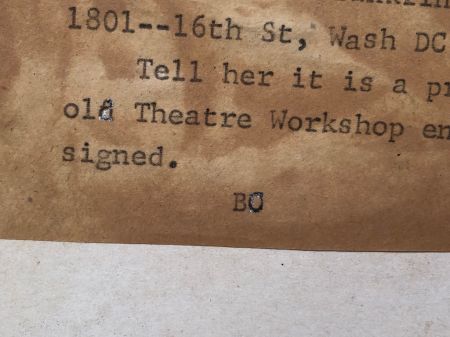 1801--16th St, Wash DC
Tell her it is a
old Theatre Workshop
signed.
BO